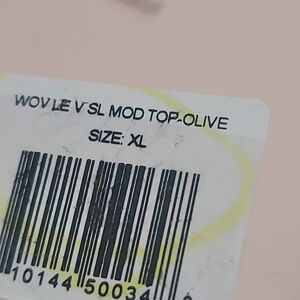 WOV LE V SL MOD TOP-OLIVE
SIZE: XL
10144 50034